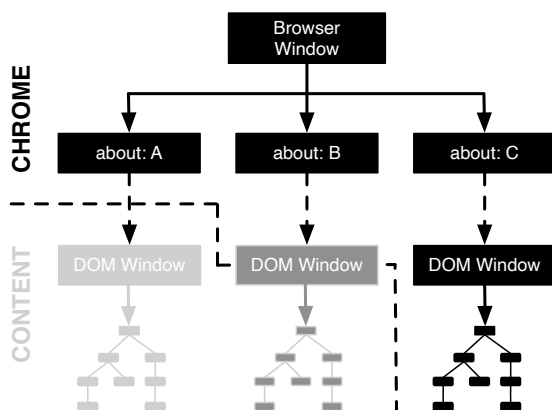 Browser
Window
CHROME
about: A
about: B
about: C
CONTENT
DOM Window
DOM Window
DOM Window